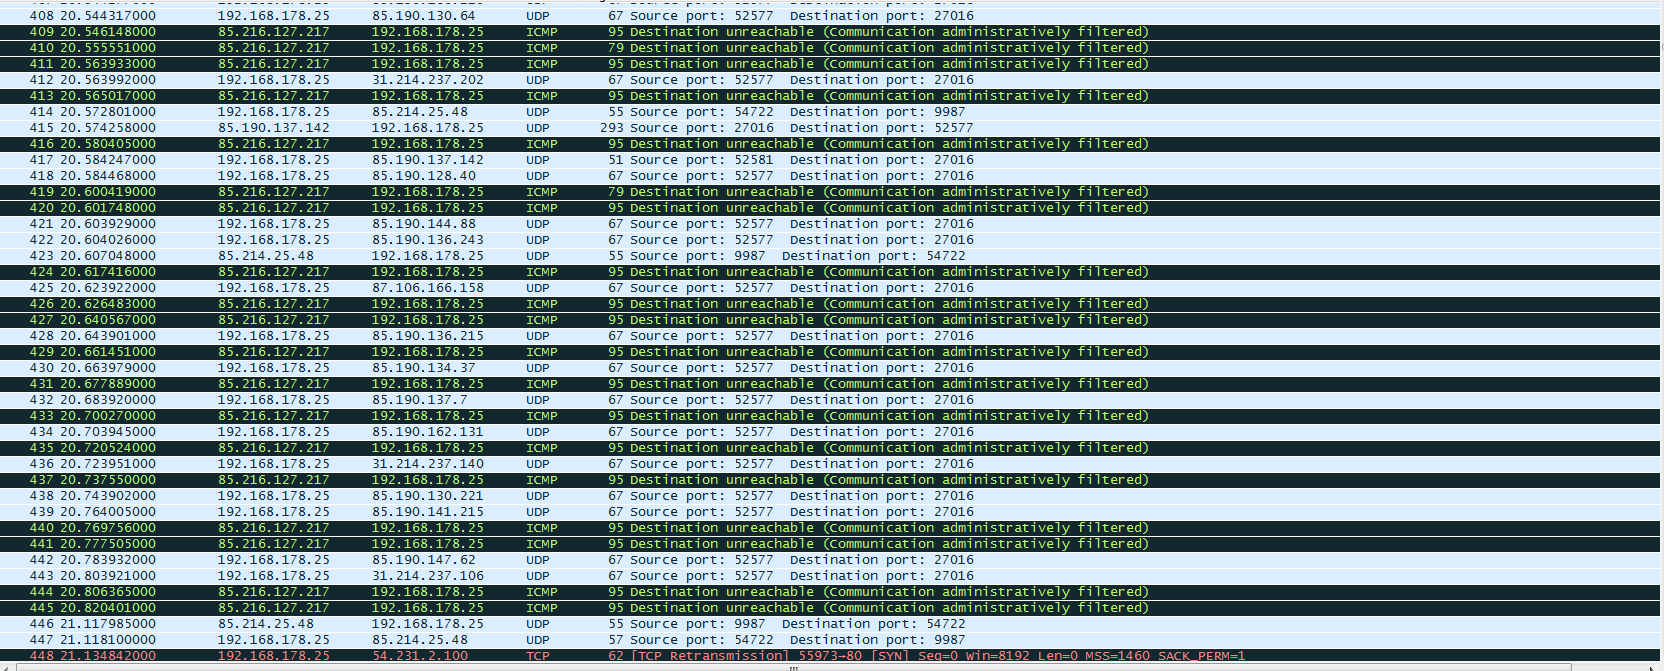 408 20.544317000 192.168.178.25 85.190.130.64 UDP 67 Source port: 52577 Destination port: 27016
409 20.546148000 85.216.127.217 192.168.178.25 ICMP 95 Destination unreachable (Communication administratively filtered)
410 20.555551000 85.216.127.217 192.168.178.25 ICMP 79 Destination unreachable (Communication administratively filtered)
411 20.563933000 85.216.127.217 192.168.178.25 ICMP 95 Destination unreachable (Communication administratively filtered)
412 20.563992000 192.168.178.25 31.214.237.202 UDP 67 Source port: 52577 Destination port: 27016
413 20.565017000 85.216.127.217 192.168.178.25 ICMP 95 Destination unreachable (Communication administratively filtered)
414 20.572801000 192.168.178.25 85.214.25.48 UDP 55 Source port: 54722 Destination port: 9987
415 20.574258000 85.190.137.142 192.168.178.25 UDP 293 Source port: 27016 Destination port: 52577
416 20.580405000 85.216.127.217 192.168.178.25 ICMP 95 Destination unreachable (Communication administratively filtered)
417 20.584247000 192.168.178.25 85.190.137.142 UDP 51 Source port: 52581 Destination port: 27016
418 20.584468000 192.168.178.25 85.190.128.40 UDP 67 Source port: 52577 Destination port: 27016
419 20.600419000 85.216.127.217 192.168.178.25 ICMP 79 Destination unreachable (Communication administratively filtered)
420 20.601748000 85.216.127.217 192.168.178.25 ICMP 95 Destination unreachable (Communication administratively filtered)
421 20.603929000 192.168.178.25 85.190.144.88 UDP 67 Source port: 52577 Destination port: 27016
422 20.604026000 192.168.178.25 85.190.136.243 UDP 67 Source port: 52577 Destination port: 27016
423 20.607048000 85.214.25.48 192.168.178.25 UDP 55 Source port: 9987 Destination port: 54722
424 20.617416000 85.216.127.217 192.168.178.25 ICMP 95 Destination unreachable (Communication administratively filtered)
425 20.623922000 192.168.178.25 87.106.166.158 UDP 67 Source port: 52577 Destination port: 27016
426 20.626483000 85.216.127.217 192.168.178.25 ICMP 95 Destination unreachable (Communication administratively filtered)
427 20.640567000 85.216.127.217 192.168.178.25 ICMP 95 Destination unreachable (Communication administratively filtered)
428 20.643901000 192.168.178.25 85.190.136.215 UDP 67 Source port: 52577 Destination port: 27016
429 20.661451000 85.216.127.217 192.168.178.25 ICMP 95 Destination unreachable (Communication administratively filtered)
430 20.663979000 192.168.178.25 85.190.134.37 UDP 67 Source port: 52577 Destination port: 27016
431 20.677889000 85.216.127.217 192.168.178.25 ICMP 95 Destination unreachable (Communication administratively filtered)
432 20.683920000 192.168.178.25 85.190.137.7 UDP 67 Source port: 52577 Destination port: 27016
433 20.700270000 85.216.127.217 192.168.178.25 ICMP 95 Destination unreachable (Communication administratively filtered)
434 20.703945000 192.168.178.25 85.190.162.131 UDP 67 Source port: 52577 Destination port: 27016
435 20.720524000 85.216.127.217 192.168.178.25 ICMP 95 Destination unreachable (Communication administratively filtered)
436 20.723951000 192.168.178.25 31.214.237.140 UDP 67 Source port: 52577 Destination port: 27016
437 20.737550000 85.216.127.217 192.168.178.25 ICMP 95 Destination unreachable (Communication administratively filtered)
438 20.743902000 192.168.178.25 85.190.130.221 UDP 67 Source port: 52577 Destination port: 27016
439 20.764005000 192.168.178.25 85.190.141.215 UDP 67 Source port: 52577 Destination port: 27016
440 20.769756000 85.216.127.217 192.168.178.25 ICMP 95 Destination unreachable (Communication administratively filtered)
441 20.777505000 85.216.127.217 192.168.178.25 ICMP 95 Destination unreachable (Communication administratively filtered)
442 20.783932000 192.168.178.25 85.190.147.62 UDP 67 Source port: 52577 Destination port: 27016
443 20.803921000 192.168.178.25 31.214.237.106 UDP 67 Source port: 52577 Destination port: 27016
444 20.806365000 85.216.127.217 192.168.178.25 ICMP 95 Destination unreachable (Communication administratively filtered)
445 20.820401000 85.216.127.217 192.168.178.25 ICMP 95 Destination unreachable (Communication administratively filtered)
446 21.117985000 85.214.25.48 192.168.178.25 UDP 55 Source port: 9987 Destination port: 54722
447 21.118100000 192.168.178.25 85.214.25.48 UDP 57 Source port: 54722 Destination port: 9987
448 21.134842000 192.168.178.25 54.231.2.100 TCP 62 [TCP Retransmission] 55973→80 [SYN] Seq=0 Win=8192 Len=0 MSS=1460 SACK_PERM=1